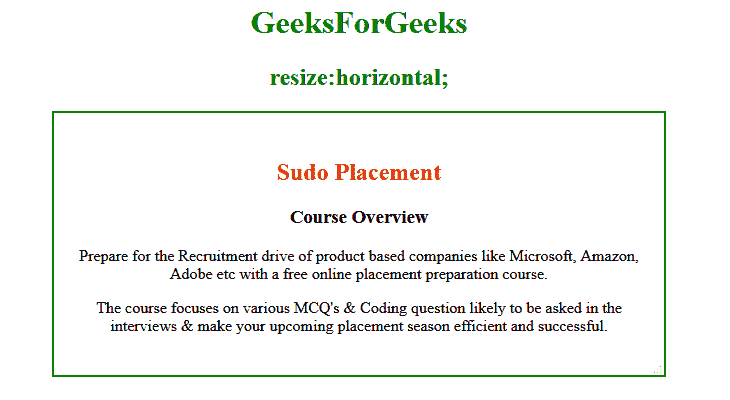 GeeksForGeeks
resize:horizontal;
Sudo Placement
Course Overview
Prepare for the Recruitment drive of product based companies like Microsoft, Amazon,
Adobe etc with a free online placement preparation course.
The course focuses on various MCQ's & Coding question likely to be asked in the
interviews & make your upcoming placement season efficient and successful.